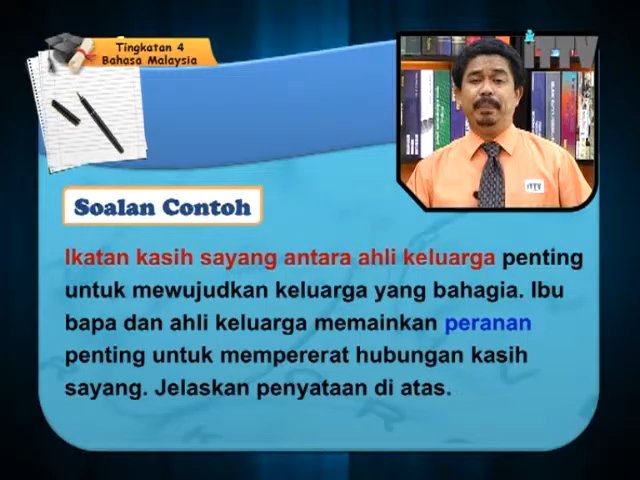 Tingkatan 4
Bahasa Malaysia
iTTV
Soalan Contoh
Ikatan kasih sayang antara ahli keluarga penting
untuk mewujudkan keluarga yang bahagia. Ibu
bapa dan ahli keluarga memainkan peranan
penting untuk mempererat hubungan kasih
sayang. Jelaskan penyataan di atas.